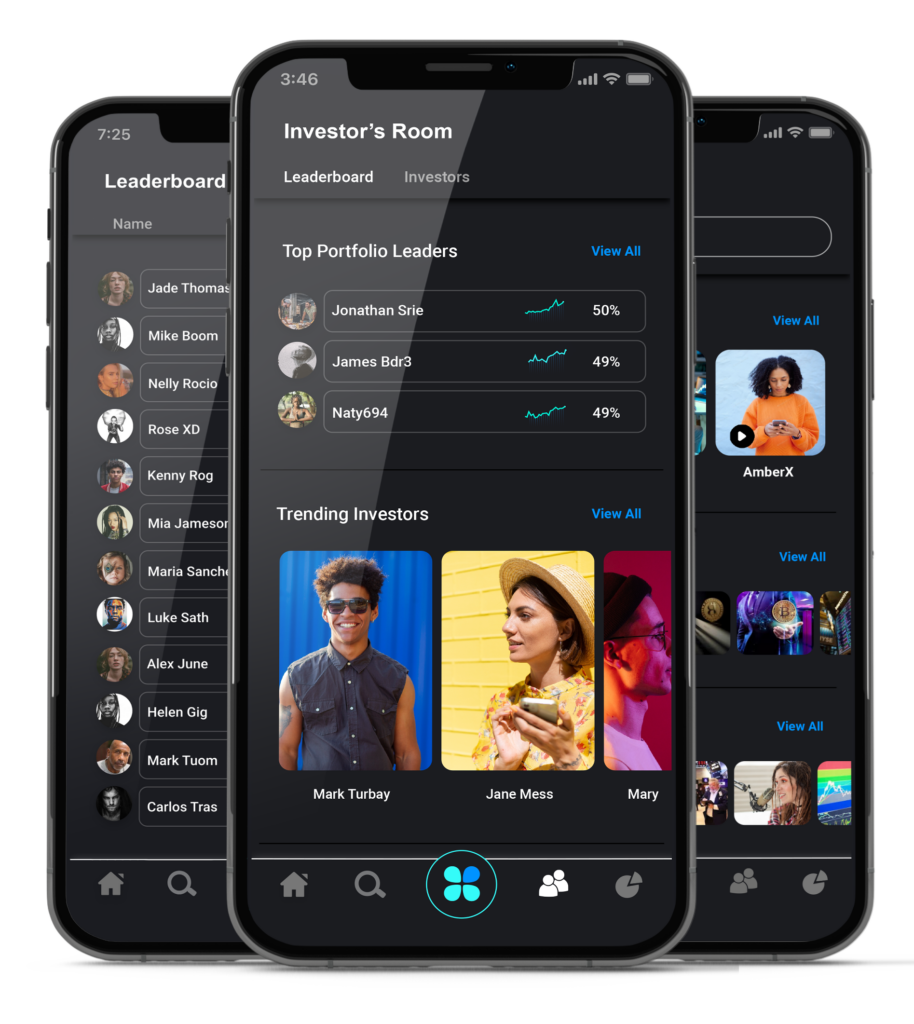 7:25
Leaderboard
Name
Jade Thomas
Mike Boom
Nelly Rocio
Rose XD
Kenny Rog
Mia Jameson
Maria Sanche
Luke Sath
Alex June
Helen Gig
Mark Tuom
Carlos Tras
3:46
Investor's Room
Leaderboard Investors
Top Portfolio Leaders View All
Jonathan Srie 50%
James Bdr3 49%
Naty694 49%
Trending Investors View All
Mark Turbay Jane Mess Mary
View All
AmberX
View All
View All